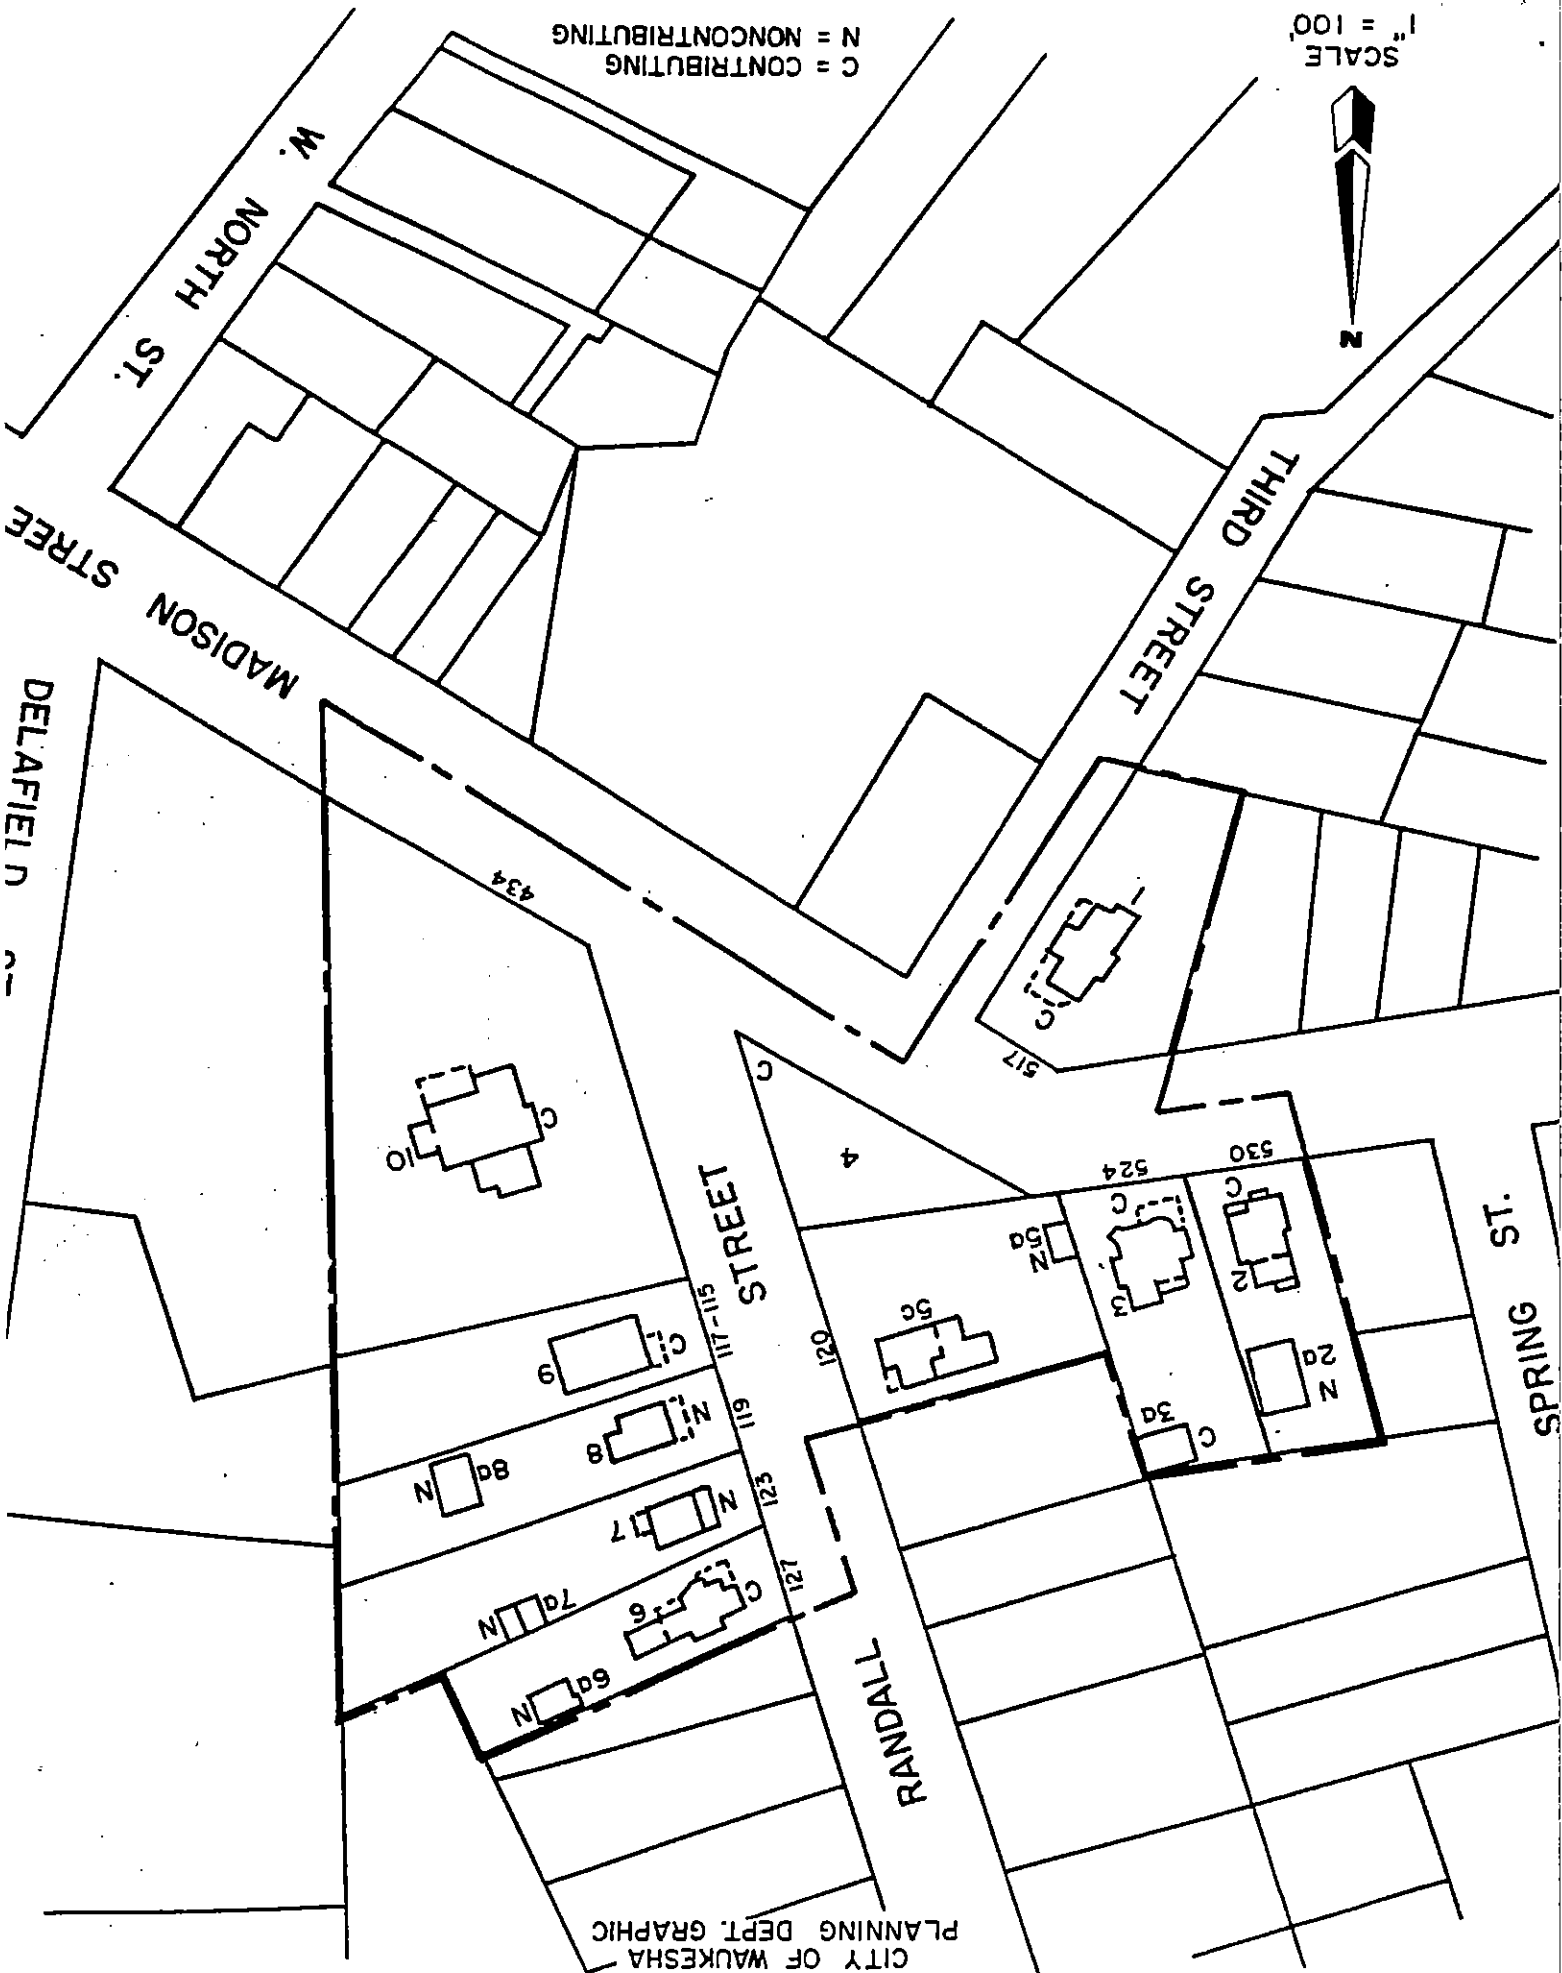 CITY OF WAUKESHA
PLANNING DEPT. GRAPHIC
RANDALL
STREET
SPRING ST.
MADISON STREE
THIRD STREET
W. NORTH ST.
DELAFIELD
N
6a
C
6
127
N
7a
N
7
123
N
8a
N
8
119
C
9
117-115
C
10
434
120
5c
N
5a
4
C
C
3a
3
C
524
N
2a
2
C
530
517
C
N
SCALE
1" = 100'
C = CONTRIBUTING
N = NONCONTRIBUTING